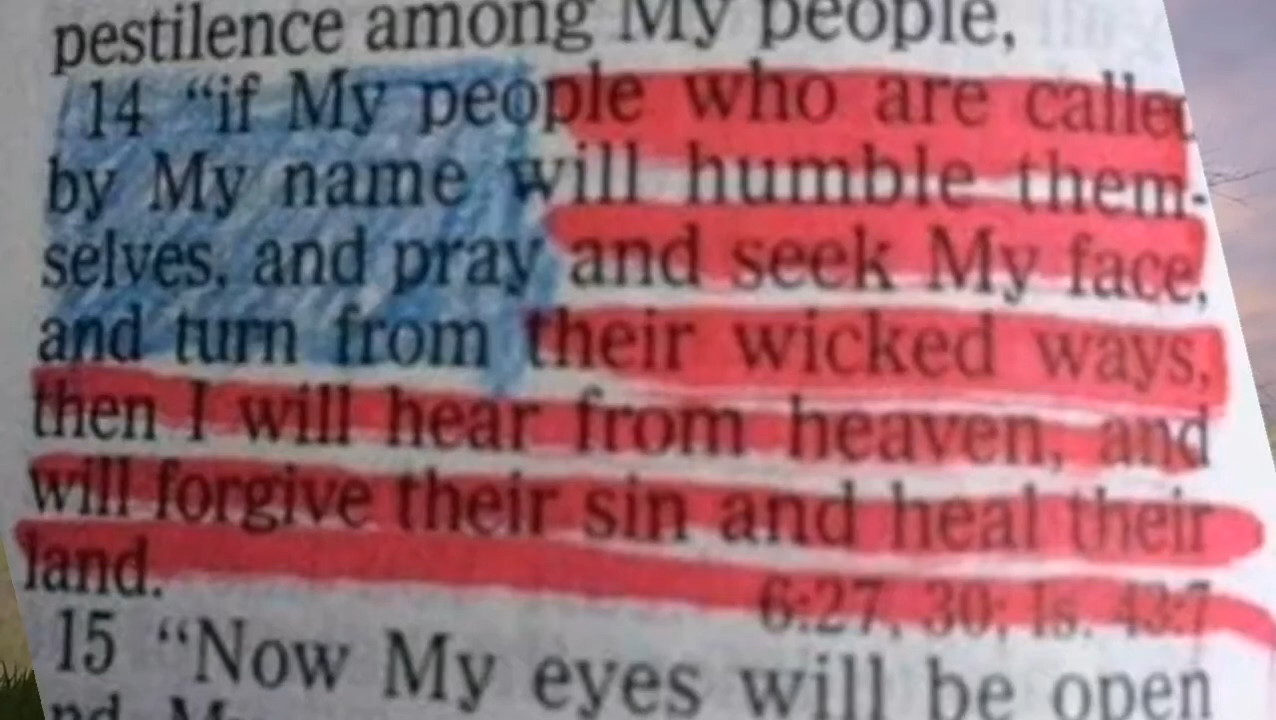 pestilence among My people,
14 “if My people who are called
by My name will humble them-
selves, and pray and seek My face,
and turn from their wicked ways,
then I will hear from heaven, and
will forgive their sin and heal their
land.
6:27, 30; Is. 43:7
15 “Now My eyes will be open